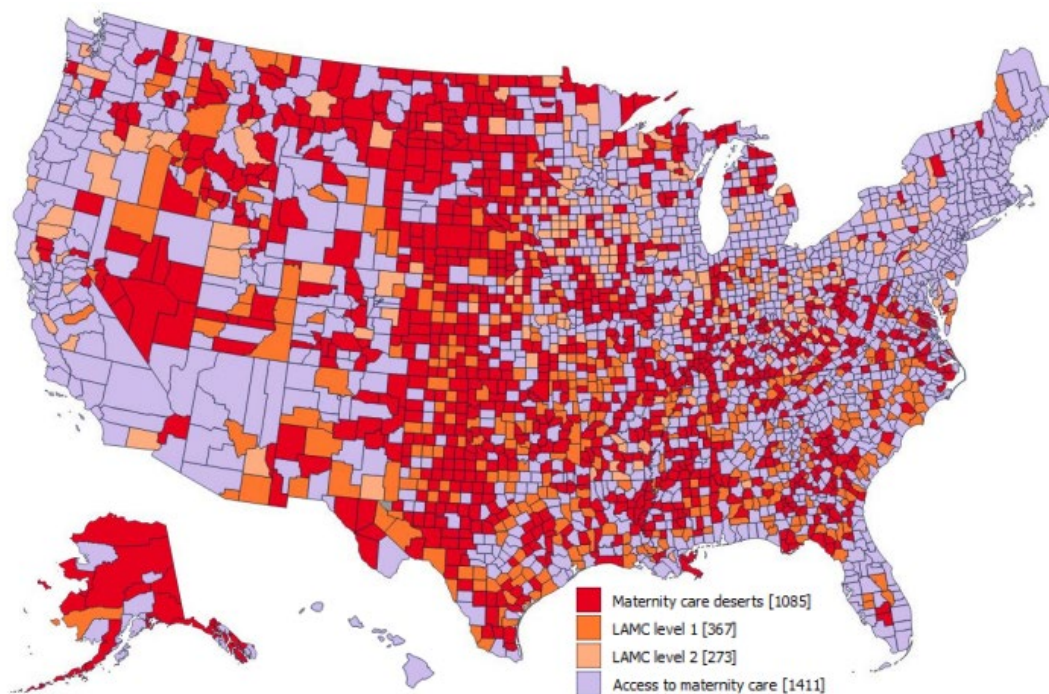 Maternity care deserts [1085]
LAMC level 1 [367]
LAMC level 2 [273]
Access to maternity care [1411]